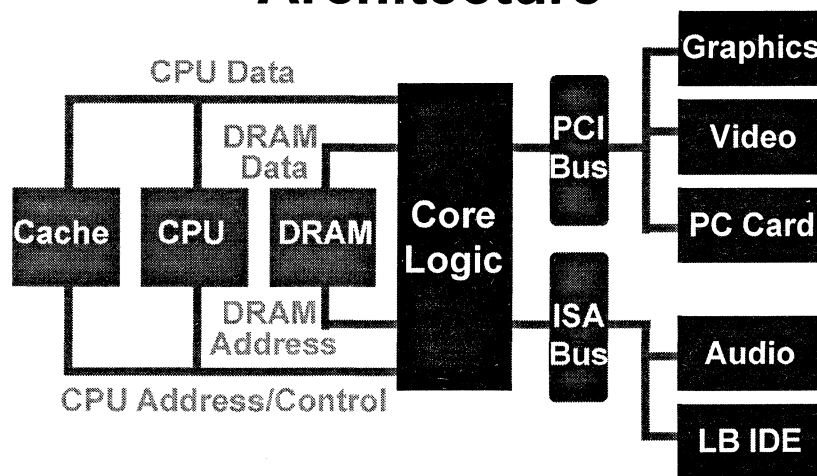 CPU Data
DRAM
Data
Cache
CPU
DRAM
DRAM
Address
CPU Address/Control
Core
Logic
PCI
Bus
ISA
Bus
Graphics
Video
PC Card
Audio
LB IDE